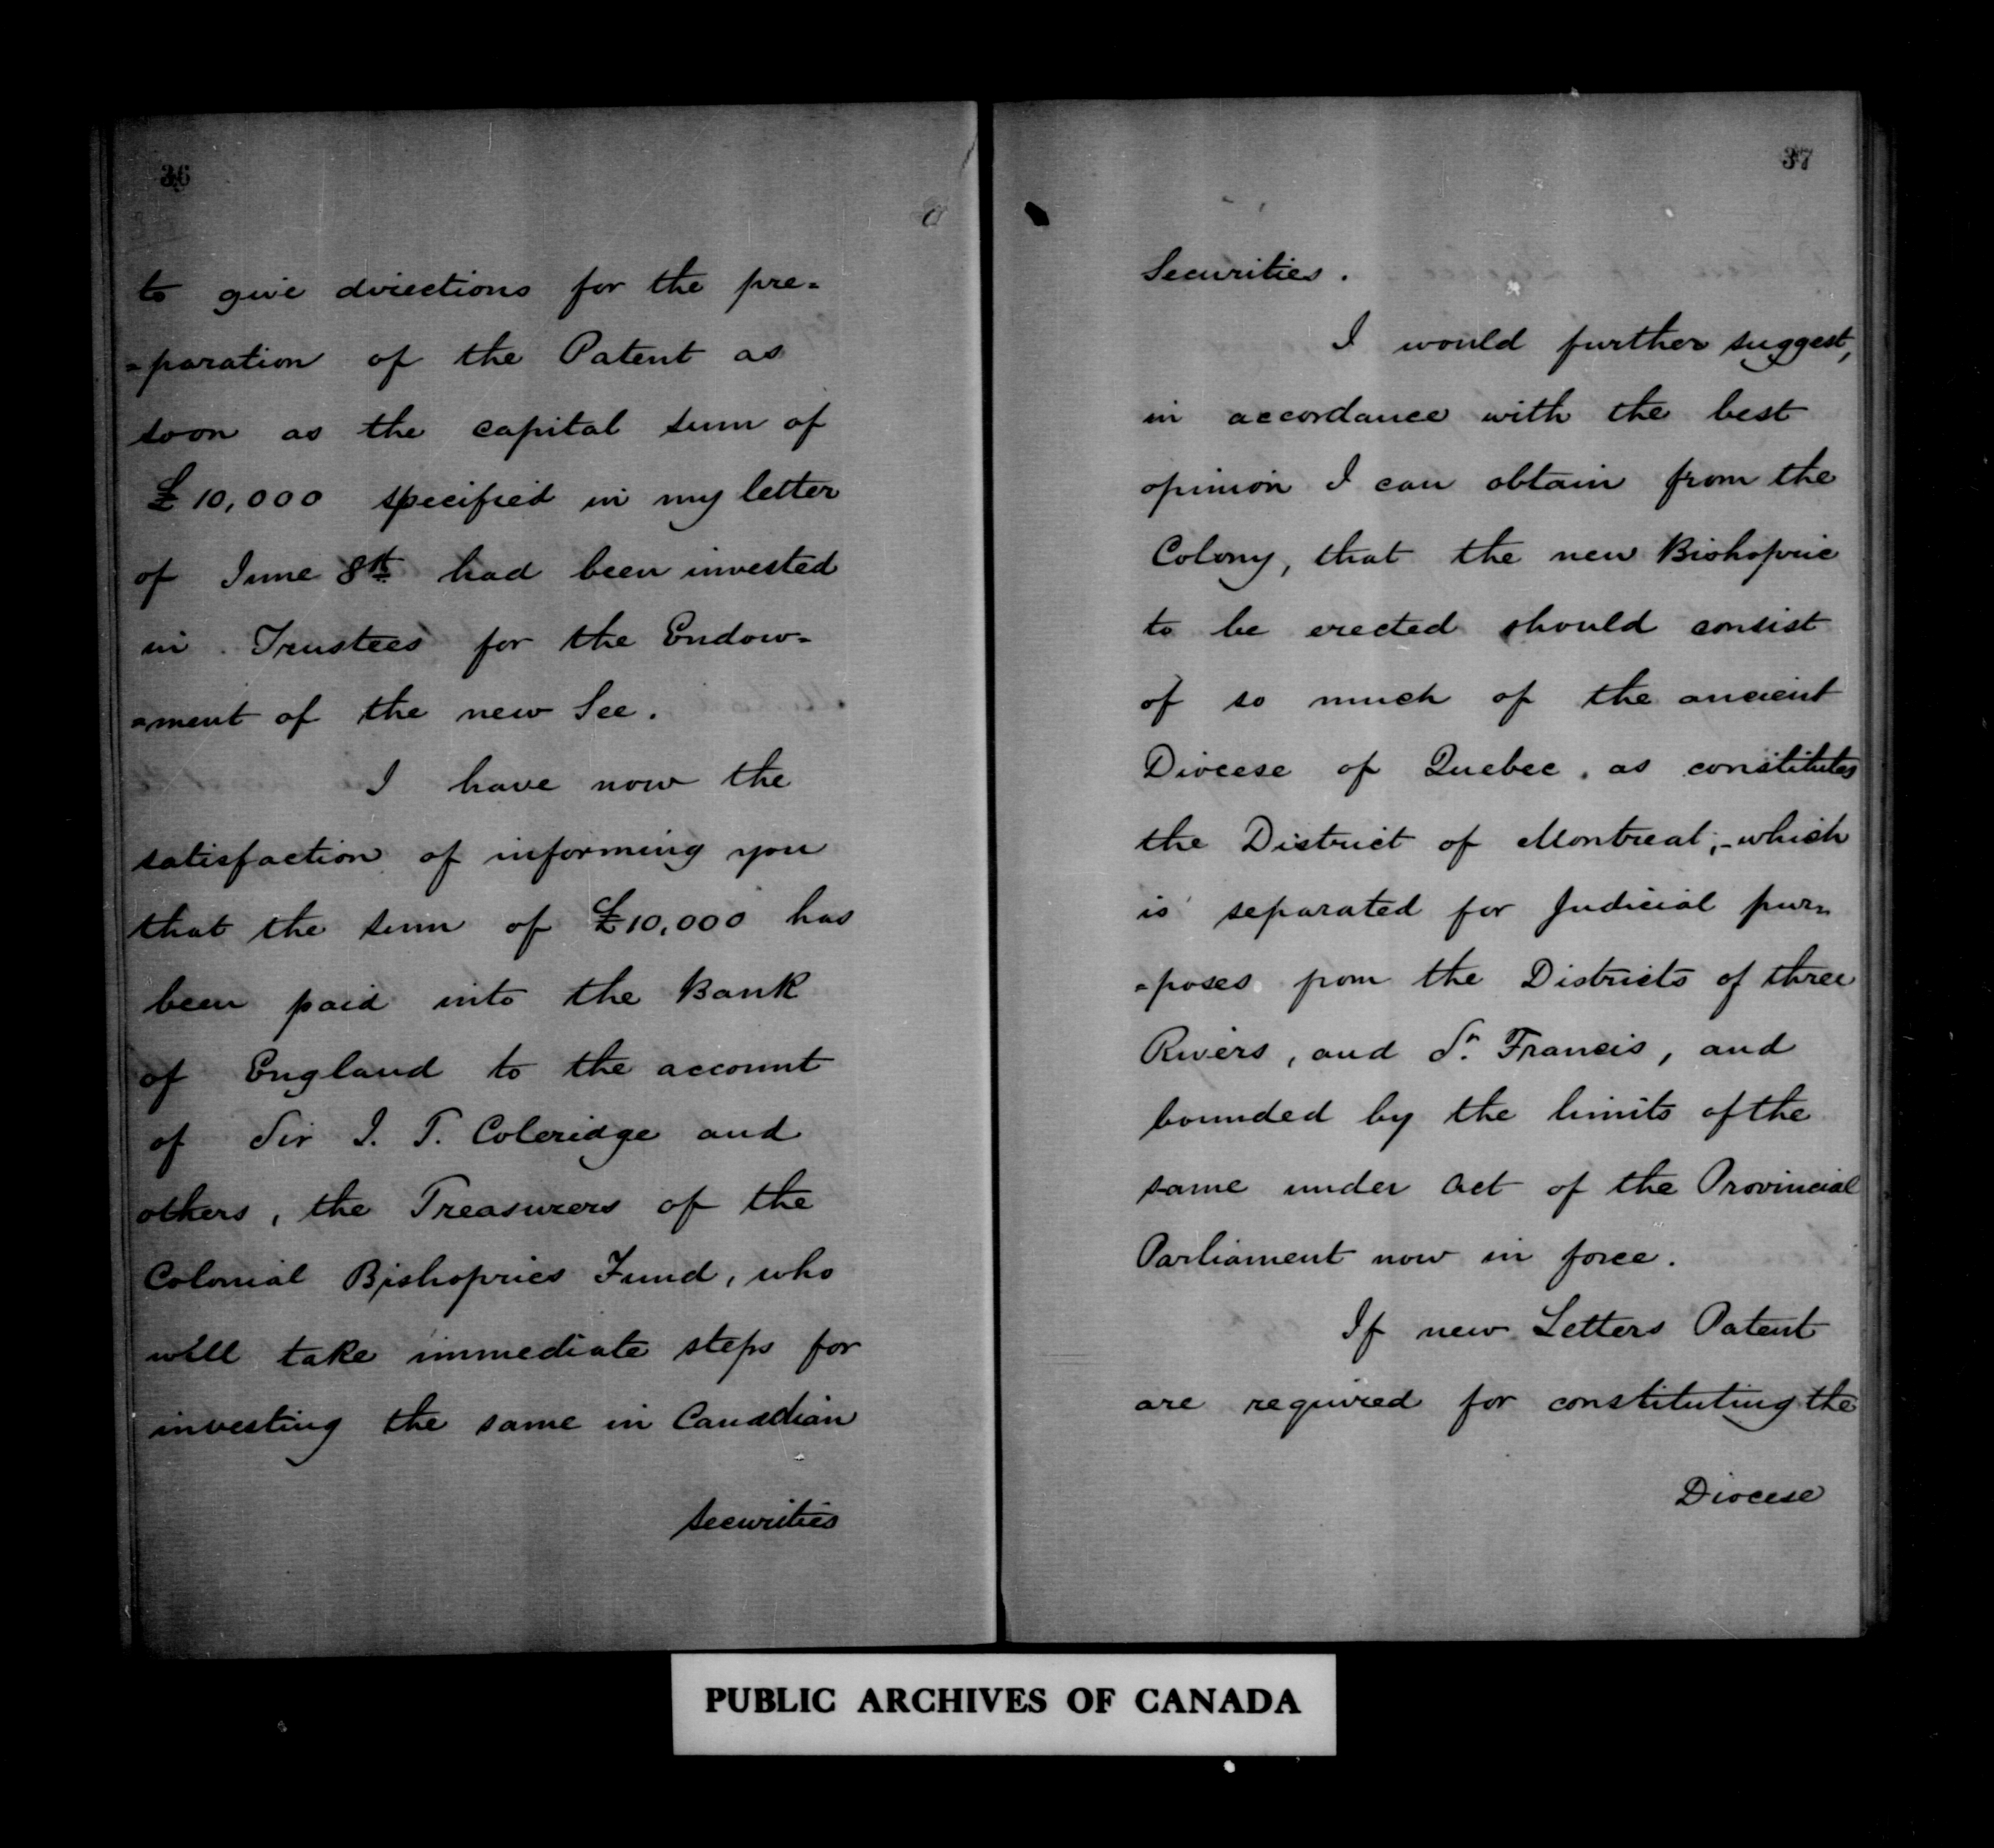 36
to give directions for the pre=
=paration of the Patent as
soon as the capital sum of
£10,000 specified in my letter
of June 8th had been invested
in Trustees for the Endow=
=ment of the new See.
I have now the
satisfaction of informing you
that the sum of £10,000 has
been paid into the Bank
of England to the account
of Sir J. T. Coleridge and
others, the Treasurers of the
Colonial Bishoprics Fund, who
will take immediate steps for
investing the same in Canadian
Securities
37
Securities.
I would further suggest,
in accordance with the best
opinion I can obtain from the
Colony, that the new Bishopric
to be erected should consist
of so much of the ancient
Diocese of Quebec, as constitutes
the District of Montreal;-which
is separated for Judicial pur=
=poses from the Districts of three
Rivers, and St. Francis, and
bounded by the limits of the
same under Act of the Provincial
Parliament now in force.
If new Letters Patent
are required for constituting the
Diocese
PUBLIC ARCHIVES OF CANADA